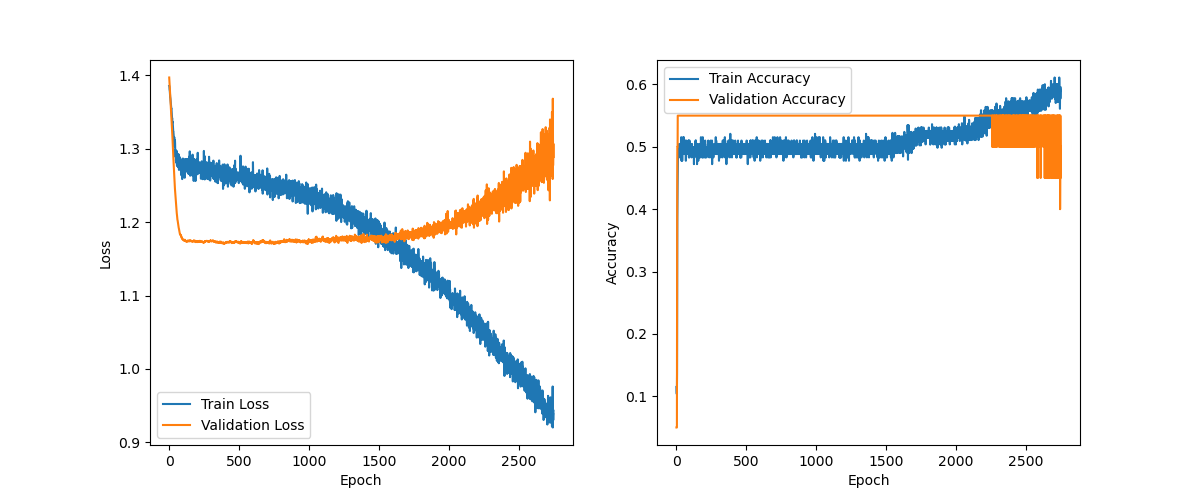 1.4
1.3
1.2
1.1
1.0
0.9
Loss
Train Loss
Validation Loss
0 500 1000 1500 2000 2500
Epoch
0.6
0.5
0.4
0.3
0.2
0.1
Accuracy
Train Accuracy
Validation Accuracy
0 500 1000 1500 2000 2500
Epoch